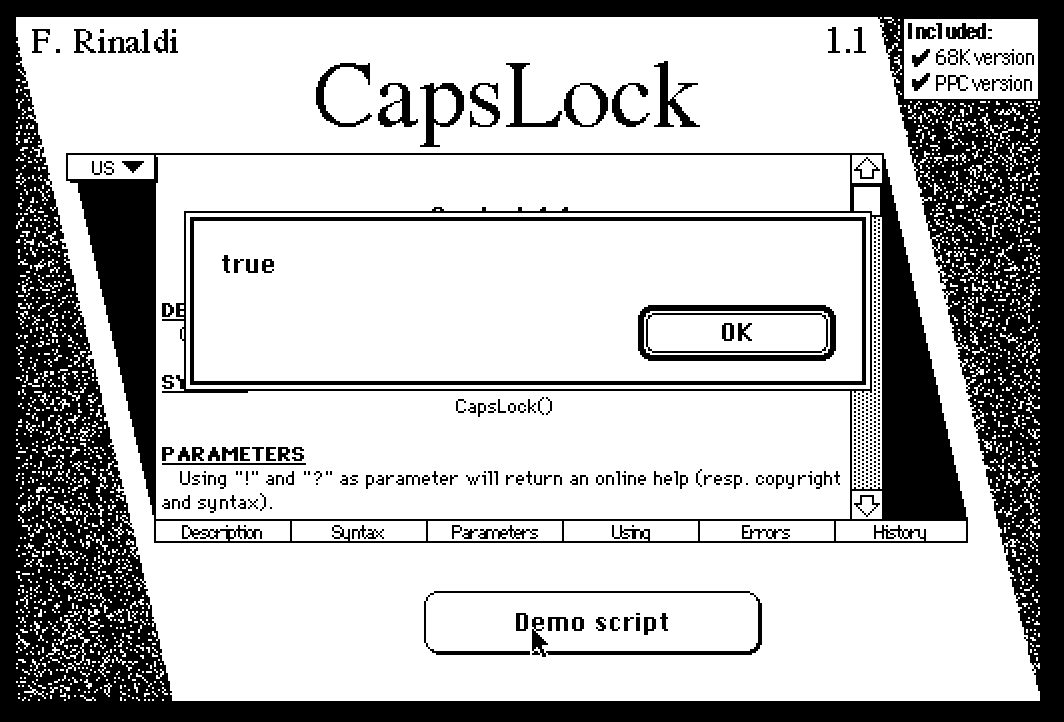 F. Rinaldi
1.1
Included:
✔ 68K version
✔ PPC version
CapsLock
US
true
OK
CapsLock()
PARAMETERS
Using "!" and "?" as parameter will return an online help (resp. copyright
and syntax).
Description
Syntax
Parameters
Using
Errors
History
Demo script